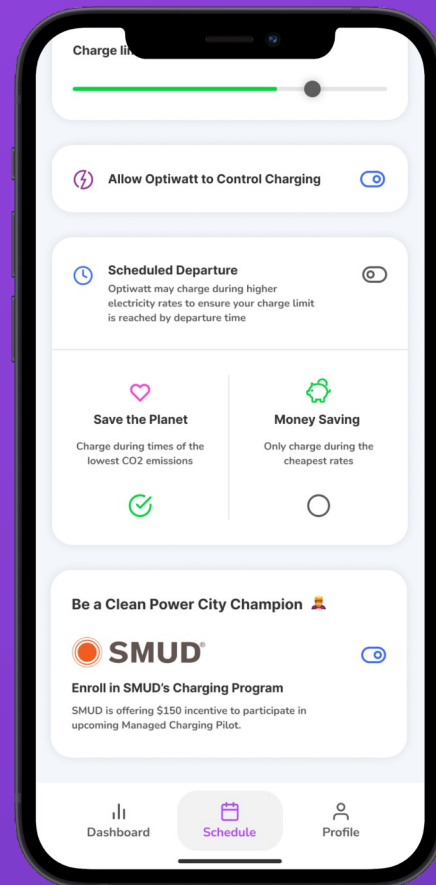 Charge li
Allow Optiwatt to Control Charging
Scheduled Departure
Optiwatt may charge during higher
electricity rates to ensure your charge limit
is reached by departure time
Save the Planet
Charge during times of the
lowest CO2 emissions
Money Saving
Only charge during the
cheapest rates
Be a Clean Power City Champion
SMUD®
Enroll in SMUD's Charging Program
SMUD is offering $150 incentive to participate in
upcoming Managed Charging Pilot.
Dashboard
Schedule
Profile